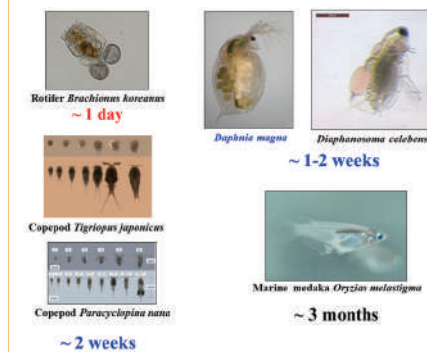 Rotifer Brachionus koreanus
~ 1 day
Copepod Tigriopus japonicus
Copepod Paracyclopina nana
~ 2 weeks
Daphnia magna
Diaphanosoma celebensis
~ 1-2 weeks
Marine medaka Oryzias melastigma
~ 3 months